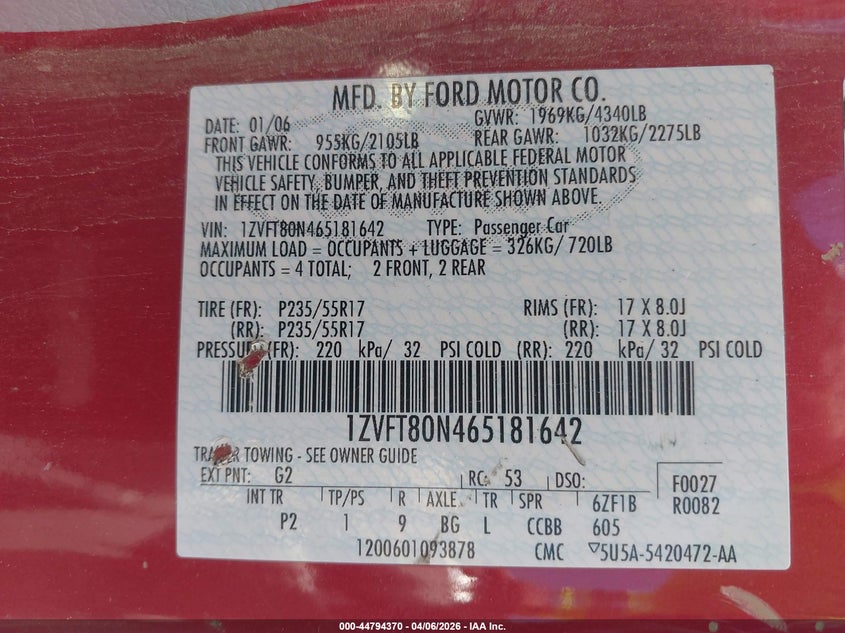 MFD. BY FORD MOTOR CO.
DATE: 01/06 GVWR: 1969KG/4340LB
FRONT GAWR: 955KG/2105LB REAR GAWR: 1032KG/2275LB
THIS VEHICLE CONFORMS TO ALL APPLICABLE FEDERAL MOTOR
VEHICLE SAFETY, BUMPER, AND THEFT PREVENTION STANDARDS
IN EFFECT ON THE DATE OF MANUFACTURE SHOWN ABOVE.
VIN: 1ZVFT80N465181642 TYPE: Passenger Car
MAXIMUM LOAD = OCCUPANTS + LUGGAGE = 326KG/ 720LB
OCCUPANTS = 4 TOTAL; 2 FRONT, 2 REAR
TIRE (FR): P235/55R17 RIMS (FR): 17 X 8.0J
(RR): P235/55R17 (RR): 17 X 8.0J
PRESSURE (FR): 220 kPa/ 32 PSI COLD (RR): 220 kPa/ 32 PSI COLD
1ZVFT80N465181642
TRAILER TOWING - SEE OWNER GUIDE
EXT PNT: G2 RC: 53 DSO: F0027
INT TR TP/PS R AXLE TR SPR 6ZF1B R0082
P2 1 9 BG L CCBB 605
1200601093878 CMC ▽5U5A-5420472-AA
000-44794370 - 04/06/2026 - IAA Inc.